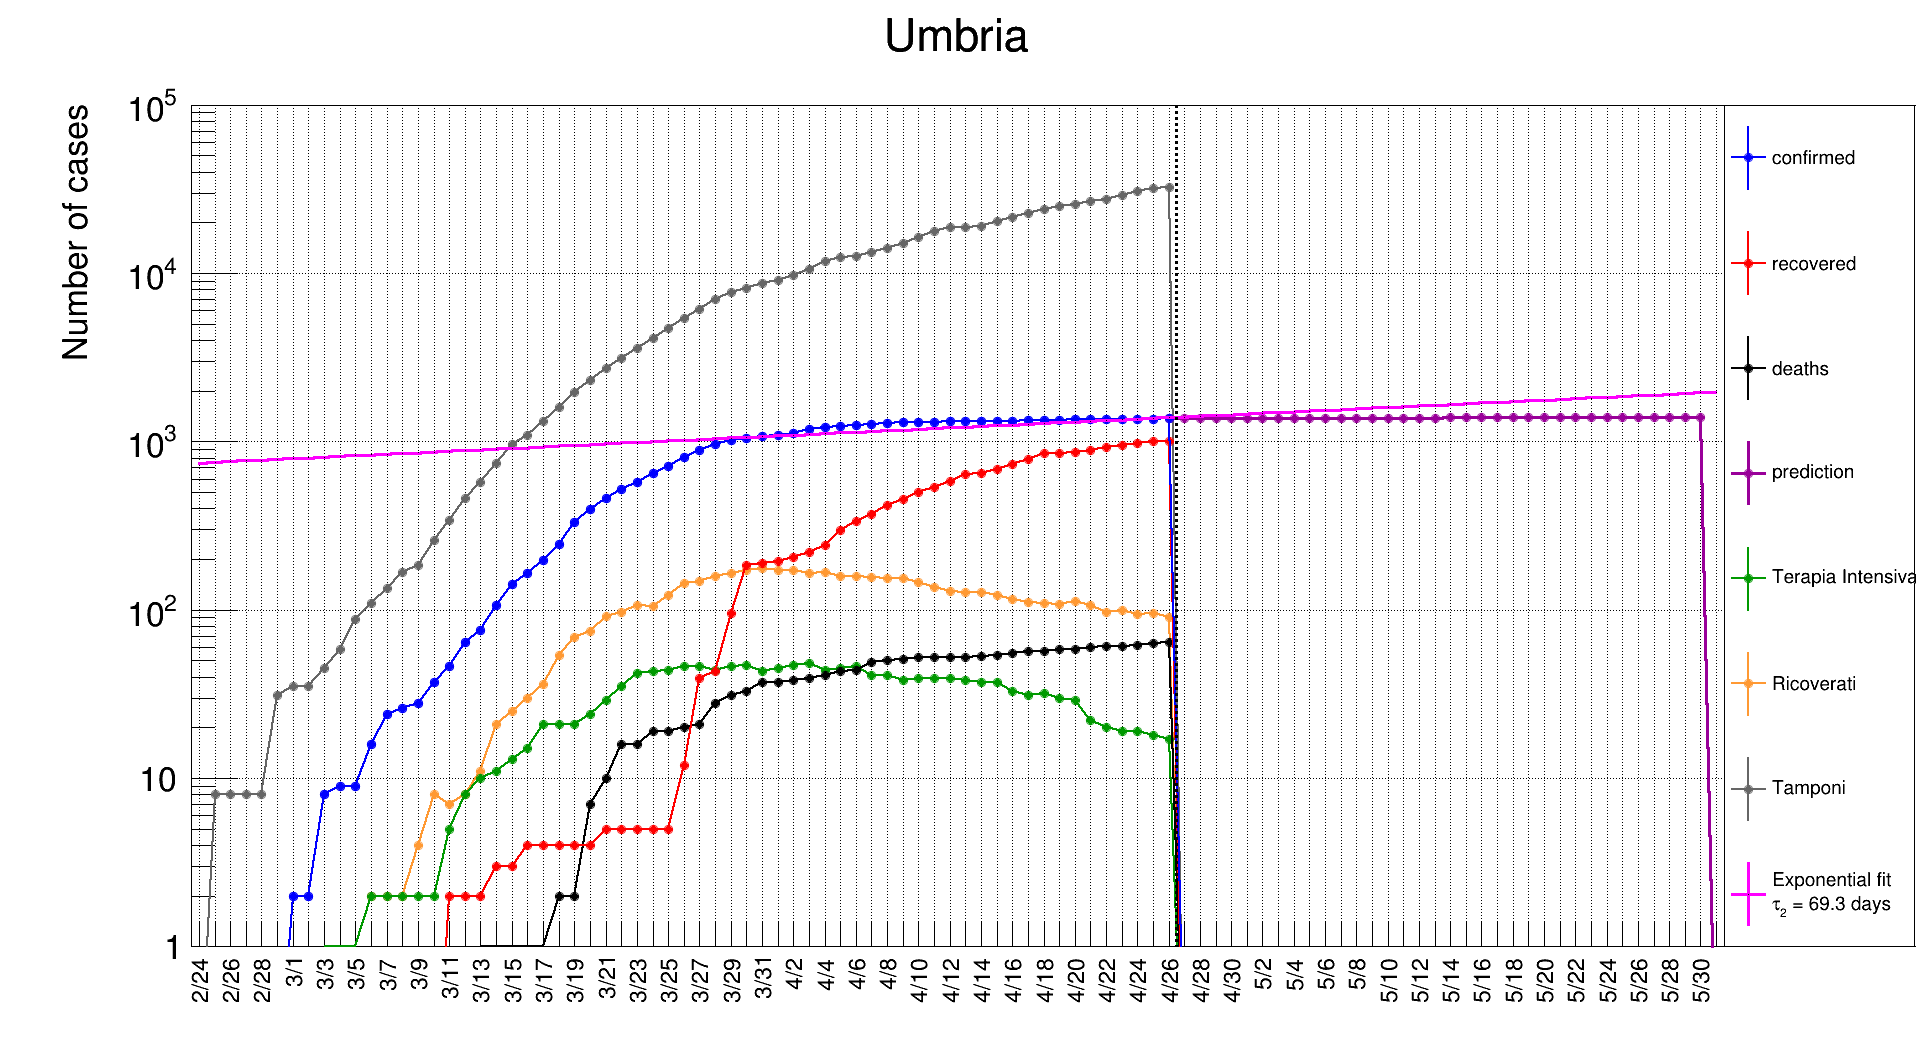 Umbria
Number of cases
10^5
10^4
10^3
10^2
10
1
2/24 2/26 2/28 3/1 3/3 3/5 3/7 3/9 3/11 3/13 3/15 3/17 3/19 3/21 3/23 3/25 3/27 3/29 3/31 4/2 4/4 4/6 4/8 4/10 4/12 4/14 4/16 4/18 4/20 4/22 4/24 4/26 4/28 4/30 5/2 5/4 5/6 5/8 5/10 5/12 5/14 5/16 5/18 5/20 5/22 5/24 5/26 5/28 5/30
confirmed
recovered
deaths
prediction
Terapia Intensiva
Ricoverati
Tamponi
Exponential fit
τ_2 = 69.3 days